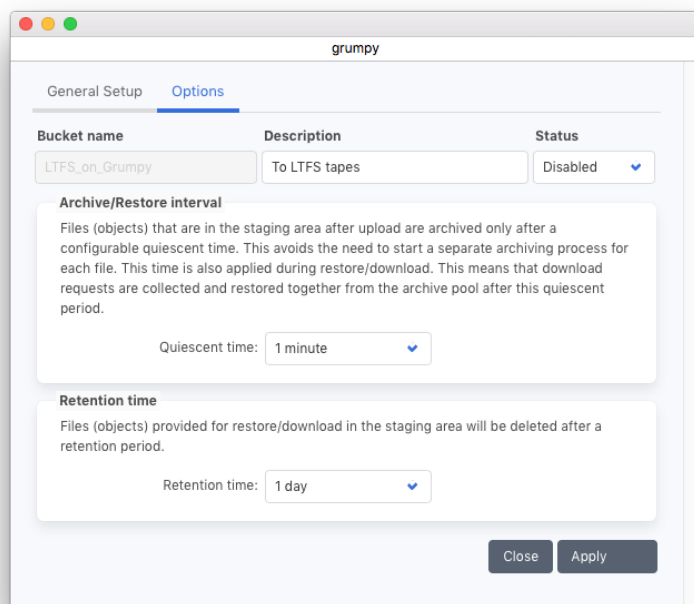 grumpy
General Setup Options
Bucket name Description Status
LTFS_on_Grumpy To LTFS tapes Disabled
Archive/Restore interval
Files (objects) that are in the staging area after upload are archived only after a
configurable quiescent time. This avoids the need to start a separate archiving process for
each file. This time is also applied during restore/download. This means that download
requests are collected and restored together from the archive pool after this quiescent
period.
Quiescent time: 1 minute
Retention time
Files (objects) provided for restore/download in the staging area will be deleted after a
retention period.
Retention time: 1 day
Close Apply